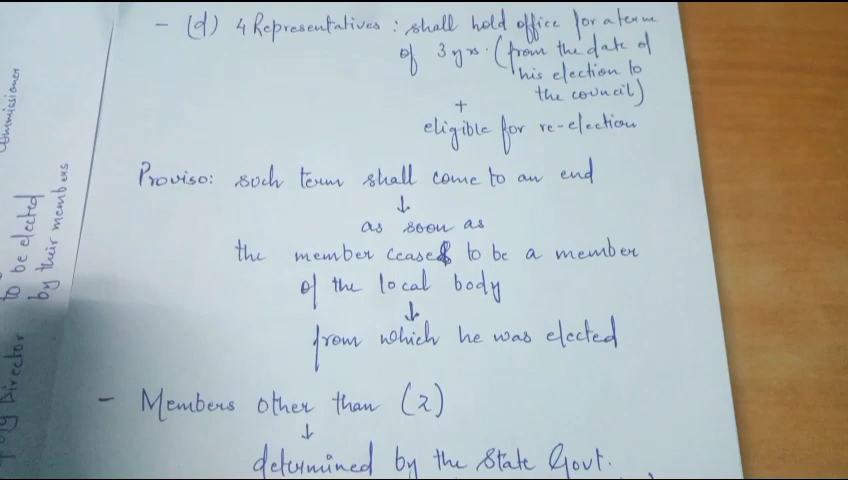 - (d) 4 Representatives : shall hold office for a term
of 3 yrs. (from the date of
his election to
the council)
+
eligible for re-election
Proviso: such term shall come to an end
↓
as soon as
the member ceases to be a member
of the local body
↓
from which he was elected
- Members other than (2)
↓
determined by the State Govt.
Commissioner
to be elected
by their members
Director